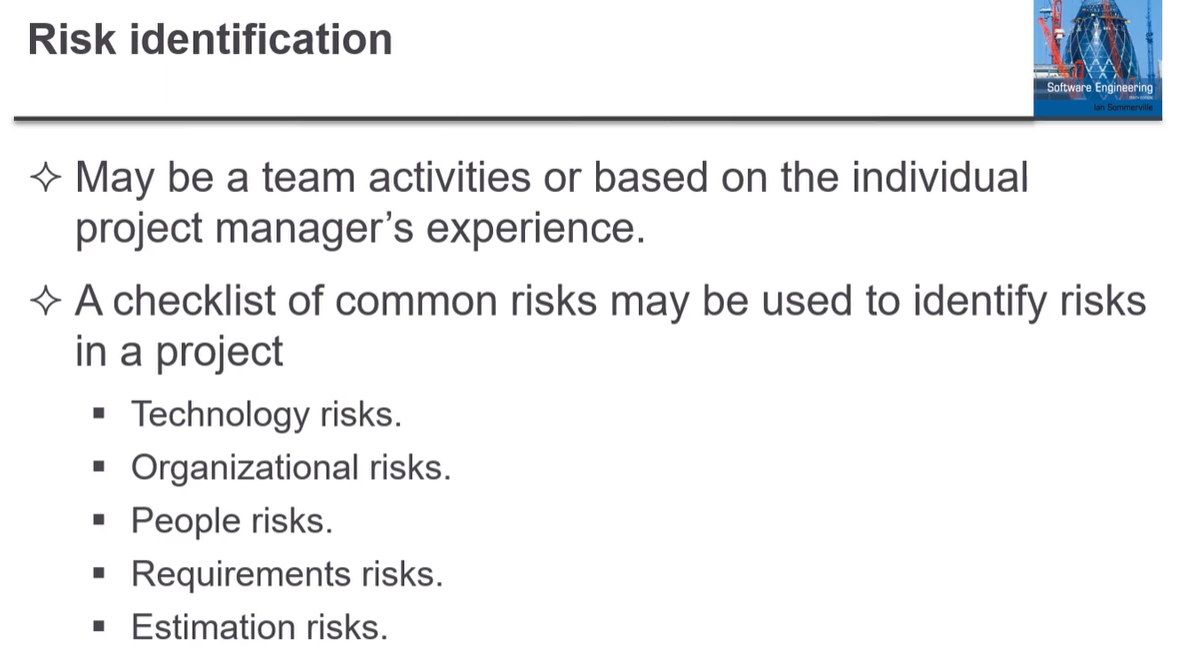 Risk identification
Software Engineering
Ian Sommerville
✧ May be a team activities or based on the individual
project manager’s experience.
✧ A checklist of common risks may be used to identify risks
in a project
▪ Technology risks.
▪ Organizational risks.
▪ People risks.
▪ Requirements risks.
▪ Estimation risks.